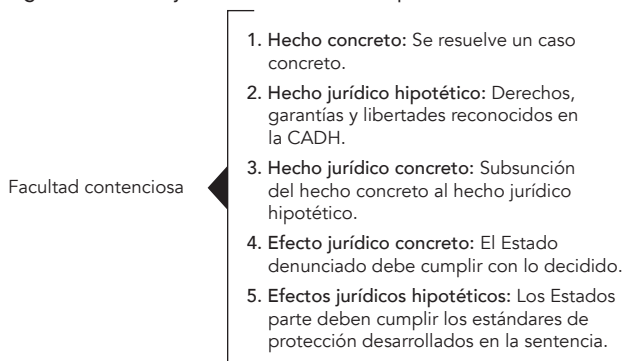 1. Hecho concreto: Se resuelve un caso
concreto.
2. Hecho jurídico hipotético: Derechos,
garantías y libertades reconocidos en
la CADH.
3. Hecho jurídico concreto: Subsunción
del hecho concreto al hecho jurídico
hipotético.
Facultad contenciosa
4. Efecto jurídico concreto: El Estado
denunciado debe cumplir con lo decidido.
5. Efectos jurídicos hipotéticos: Los Estados
parte deben cumplir los estándares de
protección desarrollados en la sentencia.